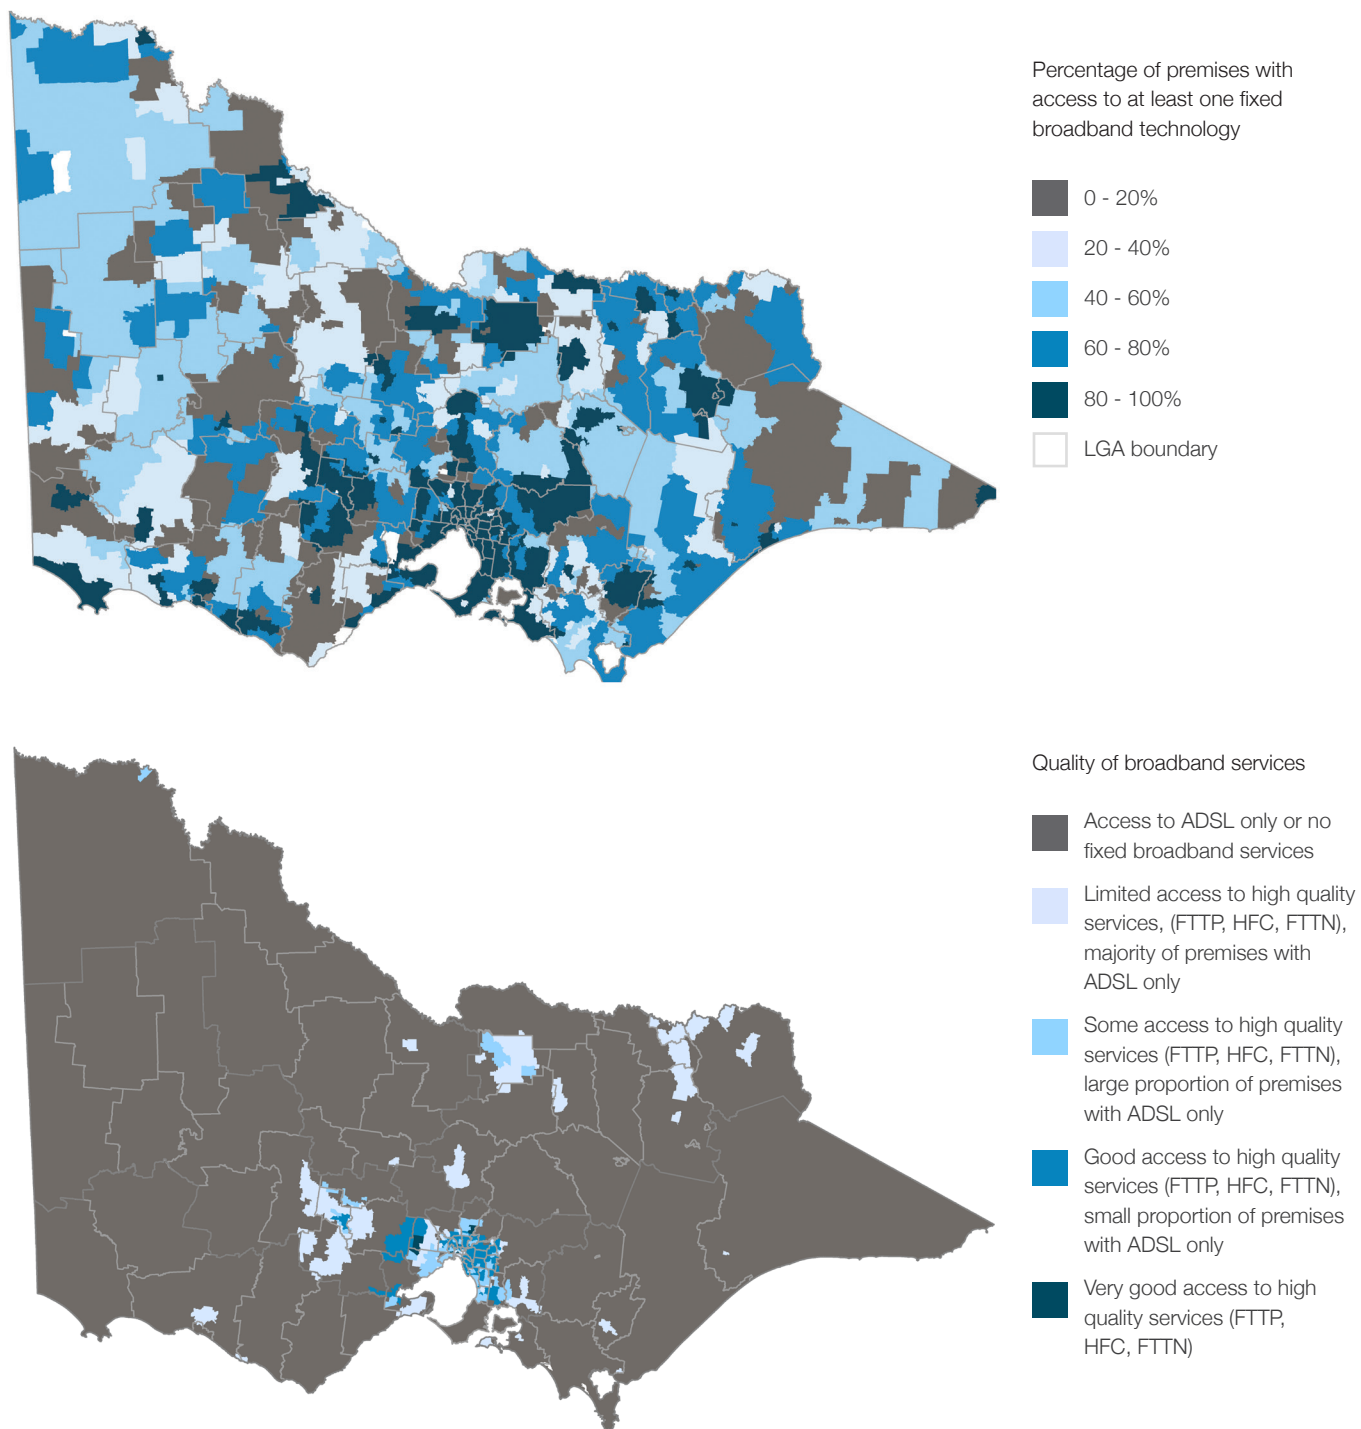 Percentage of premises with
access to at least one fixed
broadband technology
0 - 20%
20 - 40%
40 - 60%
60 - 80%
80 - 100%
LGA boundary
Quality of broadband services
Access to ADSL only or no
fixed broadband services
Limited access to high quality
services, (FTTP, HFC, FTTN),
majority of premises with
ADSL only
Some access to high quality
services (FTTP, HFC, FTTN),
large proportion of premises
with ADSL only
Good access to high quality
services (FTTP, HFC, FTTN),
small proportion of premises
with ADSL only
Very good access to high
quality services (FTTP,
HFC, FTTN)